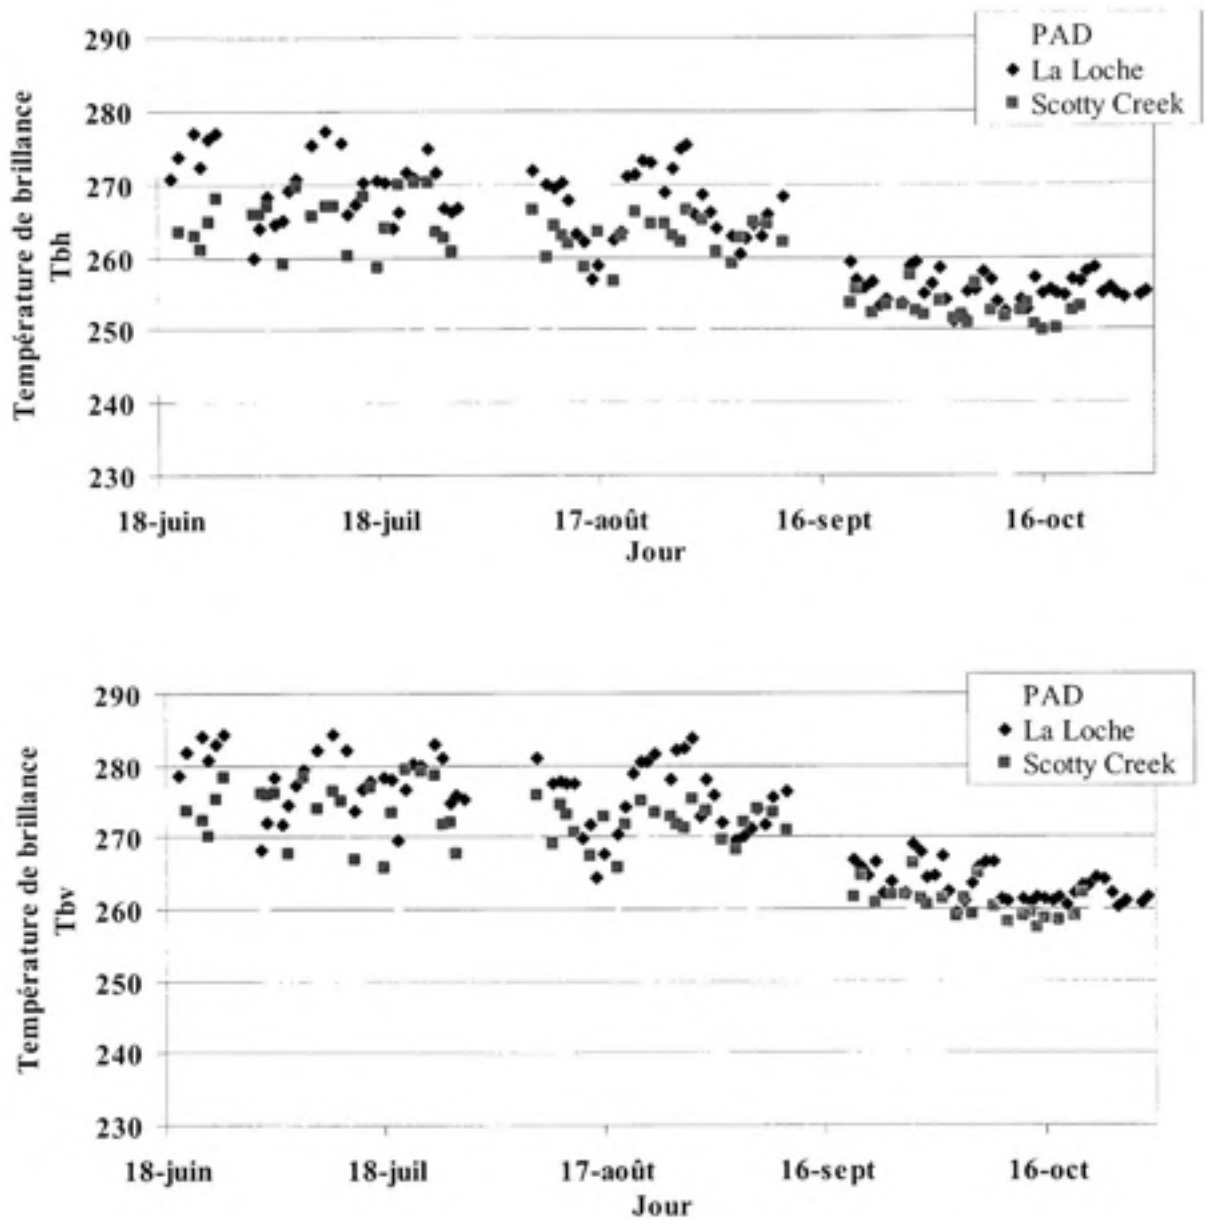 290
280
270
260
250
240
230
Température de brillance
Tbh
18-juin
18-juil
17-août
16-sept
16-oct
Jour
PAD
La Loche
Scotty Creek
290
280
270
260
250
240
230
Température de brillance
Tbv
18-juin
18-juil
17-août
16-sept
16-oct
Jour
PAD
La Loche
Scotty Creek